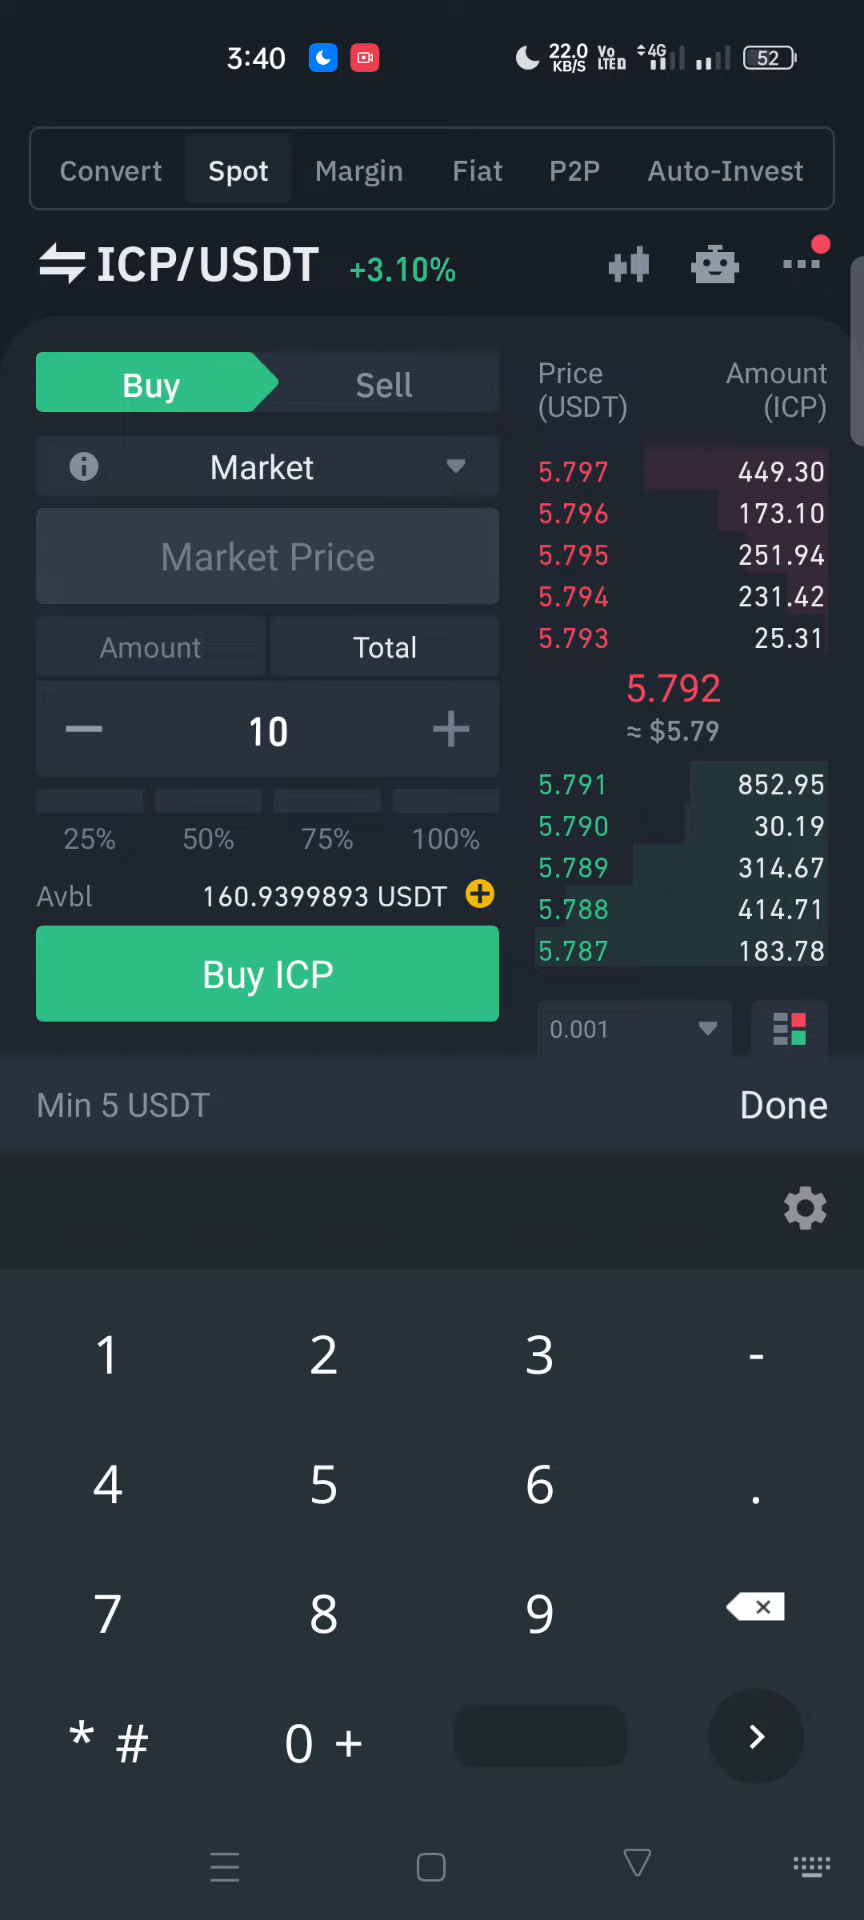 3:40 22.0 KB/S Vo LTE 4G 52
Convert Spot Margin Fiat P2P Auto-Invest
ICP/USDT +3.10%
Buy Sell
Market
Market Price
Amount Total
10
25% 50% 75% 100%
Avbl 160.9399893 USDT
Buy ICP
Price (USDT) Amount (ICP)
5.797 449.30
5.796 173.10
5.795 251.94
5.794 231.42
5.793 25.31
5.792
≈ $5.79
5.791 852.95
5.790 30.19
5.789 314.67
5.788 414.71
5.787 183.78
0.001
Min 5 USDT Done
1 2 3 -
4 5 6 .
7 8 9
* # 0 +